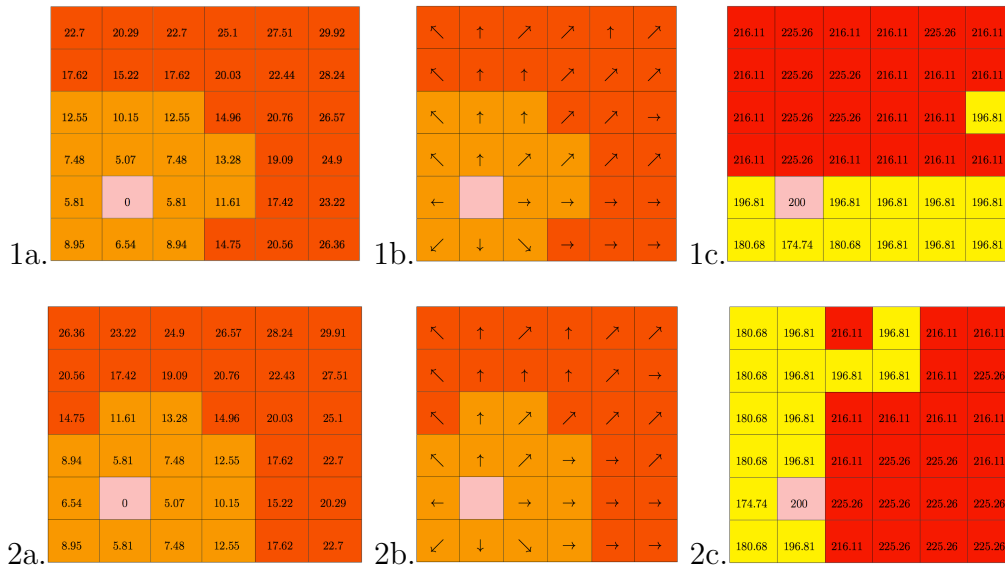 22.7 20.29 22.7 25.1 27.51 29.92 ↖ ↑ ↗ ↗ ↑ ↗ 216.11 225.26 216.11 216.11 225.26 216.11
17.62 15.22 17.62 20.03 22.44 28.24 ↖ ↑ ↑ ↗ ↗ ↗ 216.11 225.26 225.26 216.11 216.11 216.11
12.55 10.15 12.55 14.96 20.76 26.57 ↖ ↑ ↑ ↗ ↗ → 216.11 225.26 225.26 216.11 216.11 196.81
7.48 5.07 7.48 13.28 19.09 24.9 ↖ ↑ ↗ ↗ ↗ ↗ 216.11 225.26 216.11 216.11 216.11 216.11
5.81 0 5.81 11.61 17.42 23.22 ← → → → → 196.81 200 196.81 196.81 196.81 196.81
1a. 8.95 6.54 8.94 14.75 20.56 26.36 1b. ↙ ↓ ↘ → → → 1c. 180.68 174.74 180.68 196.81 196.81 196.81
26.36 23.22 24.9 26.57 28.24 29.91 ↖ ↑ ↗ ↑ ↗ ↗ 180.68 196.81 216.11 196.81 216.11 216.11
20.56 17.42 19.09 20.76 22.43 27.51 ↖ ↑ ↑ ↑ ↗ → 180.68 196.81 196.81 196.81 216.11 225.26
14.75 11.61 13.28 14.96 20.03 25.1 ↖ ↑ ↗ ↗ ↗ ↗ 180.68 196.81 216.11 216.11 216.11 216.11
8.94 5.81 7.48 12.55 17.62 22.7 ↖ ↑ ↗ → → ↗ 180.68 196.81 216.11 225.26 225.26 216.11
6.54 0 5.07 10.15 15.22 20.29 ← → → → → 174.74 200 225.26 225.26 225.26 225.26
2a. 8.95 5.81 7.48 12.55 17.62 22.7 2b. ↙ ↓ ↘ → → → 2c. 180.68 196.81 216.11 225.26 225.26 225.26